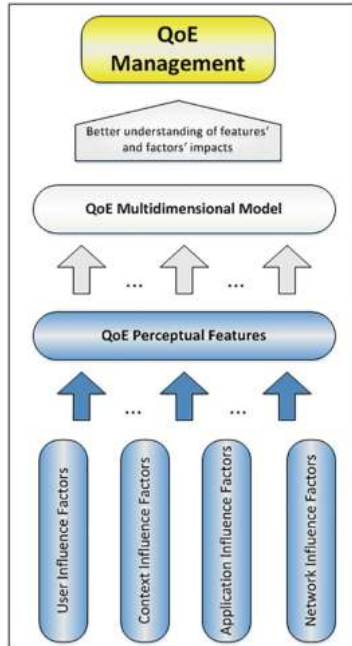 QoE
Management
Better understanding of features'
and factors' impacts
QoE Multidimensional Model
... ...
QoE Perceptual Features
... ...
User Influence Factors
Context Influence Factors
Application Influence Factors
Network Influence Factors